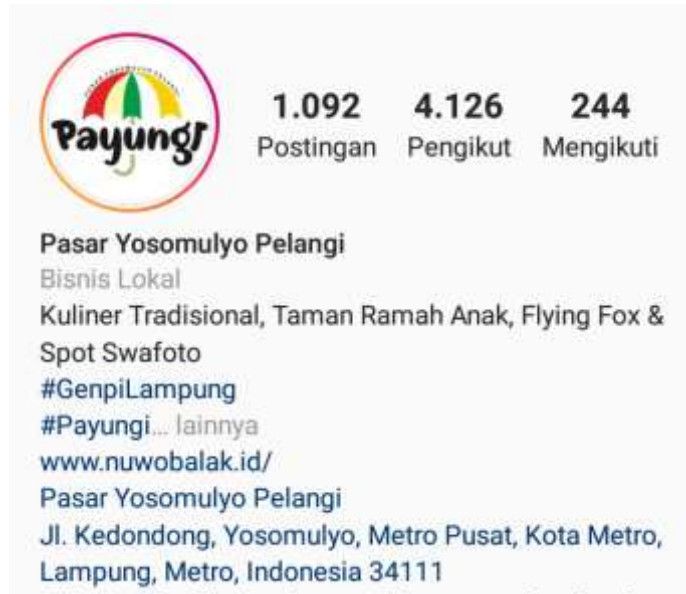 Payungi
1.092 4.126 244
Postingan Pengikut Mengikuti
Pasar Yosomulyo Pelangi
Bisnis Lokal
Kuliner Tradisional, Taman Ramah Anak, Flying Fox &
Spot Swafoto
#GenpiLampung
#Payungi… lainnya
www.nuwobalak.id/
Pasar Yosomulyo Pelangi
Jl. Kedondong, Yosomulyo, Metro Pusat, Kota Metro,
Lampung, Metro, Indonesia 34111